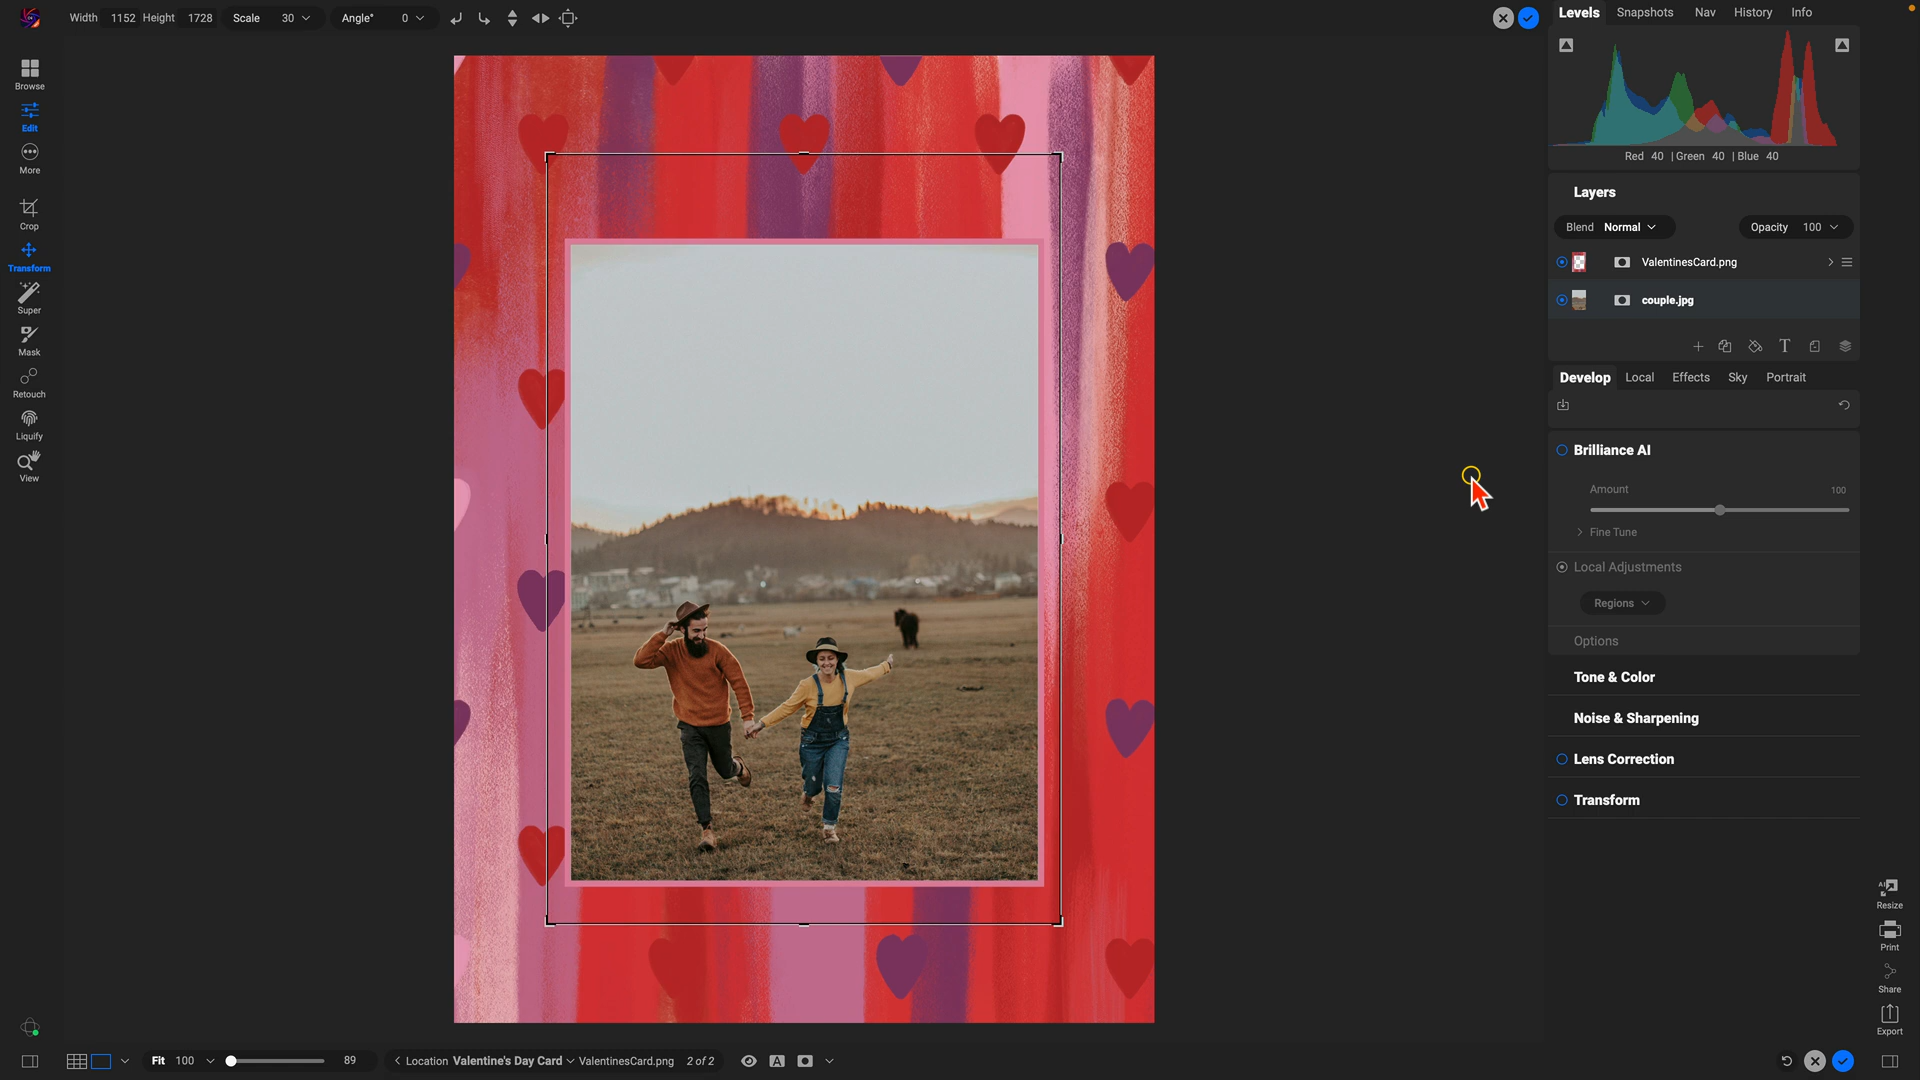 Width 1152 Height 1728 Scale 30 Angle° 0
Levels Snapshots Nav History Info
Browse
Edit
More
Crop
Transform
Super
Mask
Retouch
Liquify
View
Red 40 | Green 40 | Blue 40
Layers
Blend Normal Opacity 100
ValentinesCard.png
couple.jpg
Develop Local Effects Sky Portrait
Brilliance AI
Amount 100
Fine Tune
Local Adjustments
Regions
Options
Tone & Color
Noise & Sharpening
Lens Correction
Transform
AI
Resize
Print
Share
Export
Fit 100 89 Location Valentine's Day Card ValentinesCard.png 2 of 2 A